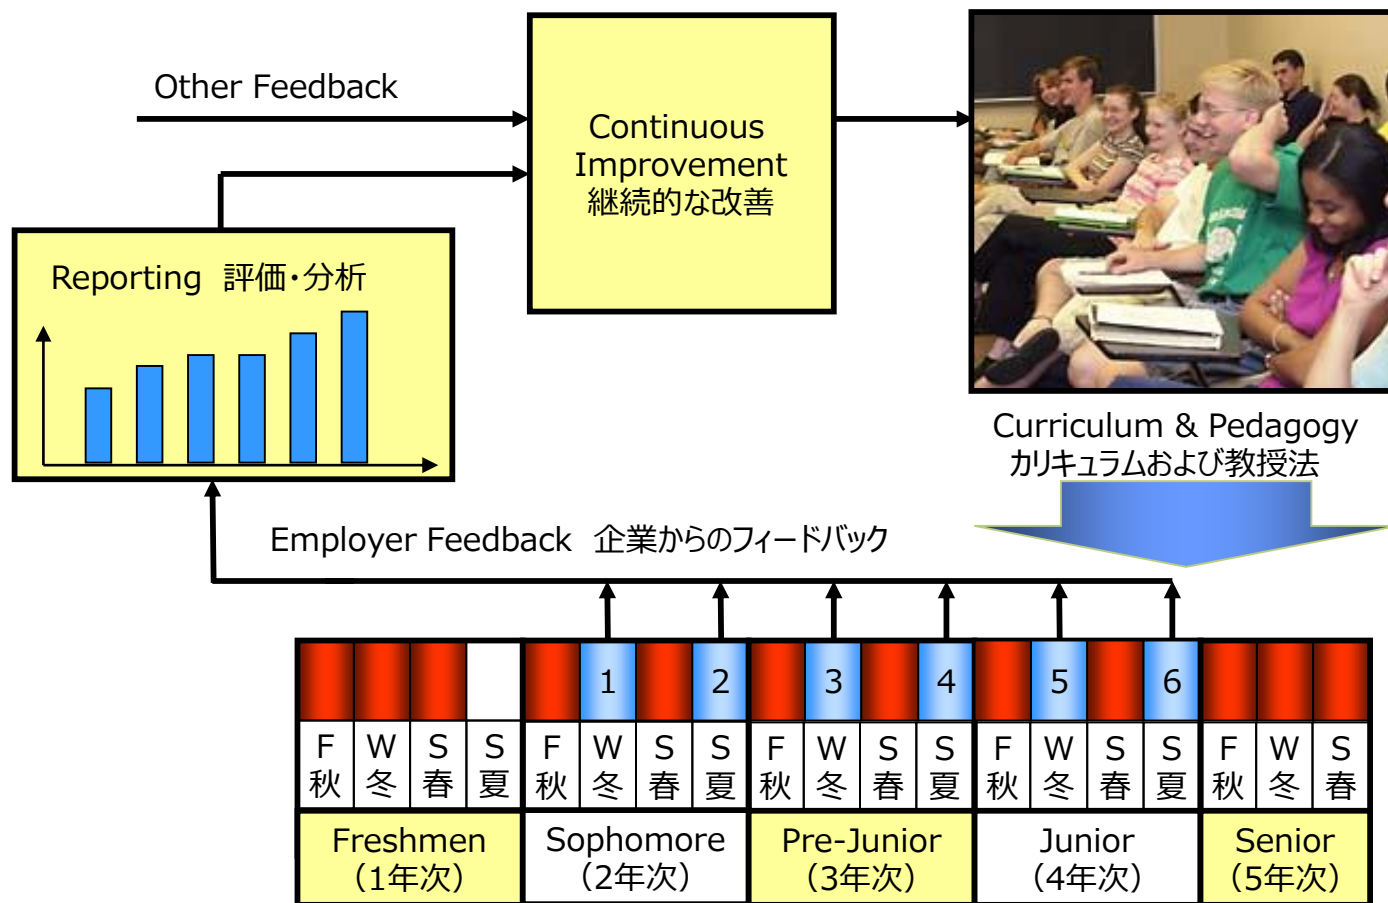 Other Feedback
Continuous
Improvement
継続的な改善
Reporting 評価・分析
Curriculum & Pedagogy
カリキュラムおよび教授法
Employer Feedback 企業からのフィードバック
1 2 3 4 5 6
F W S S F W S S F W S S F W S S F W S
秋 冬 春 夏 秋 冬 春 夏 秋 冬 春 夏 秋 冬 春 夏 秋 冬 春
Freshmen Sophomore Pre-Junior Junior Senior
（1年次） （2年次） （3年次） （4年次） （5年次）